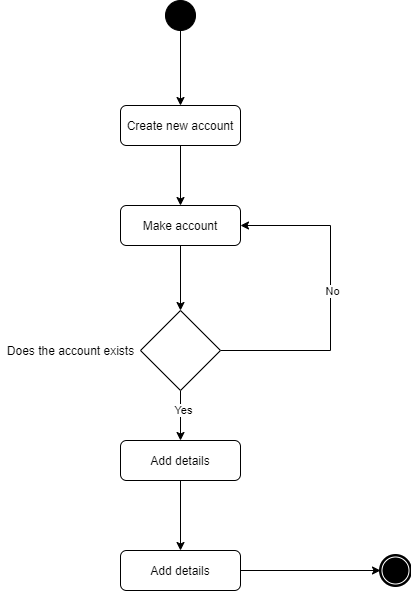 Create new account
Make account
No
Does the account exists
Yes
Add details
Add details